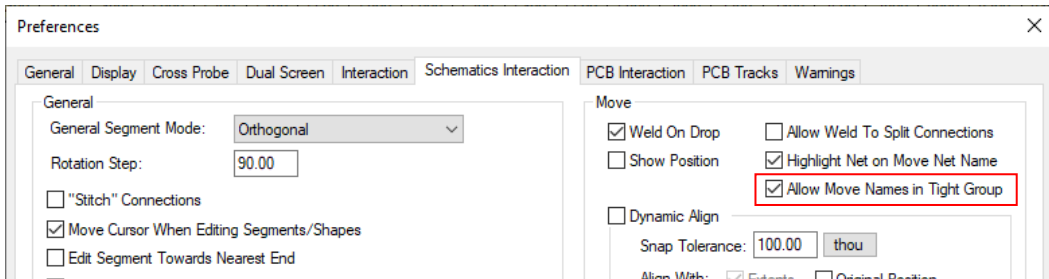 Preferences
General Display Cross Probe Dual Screen Interaction Schematics Interaction PCB Interaction PCB Tracks Warnings
General
General Segment Mode: Orthogonal
Rotation Step: 90.00
"Stitch" Connections
Move Cursor When Editing Segments/Shapes
Edit Segment Towards Nearest End
Move
Weld On Drop Allow Weld To Split Connections
Show Position Highlight Net on Move Net Name
Allow Move Names in Tight Group
Dynamic Align
Snap Tolerance: 100.00 thou
Align With: Extents Original Position